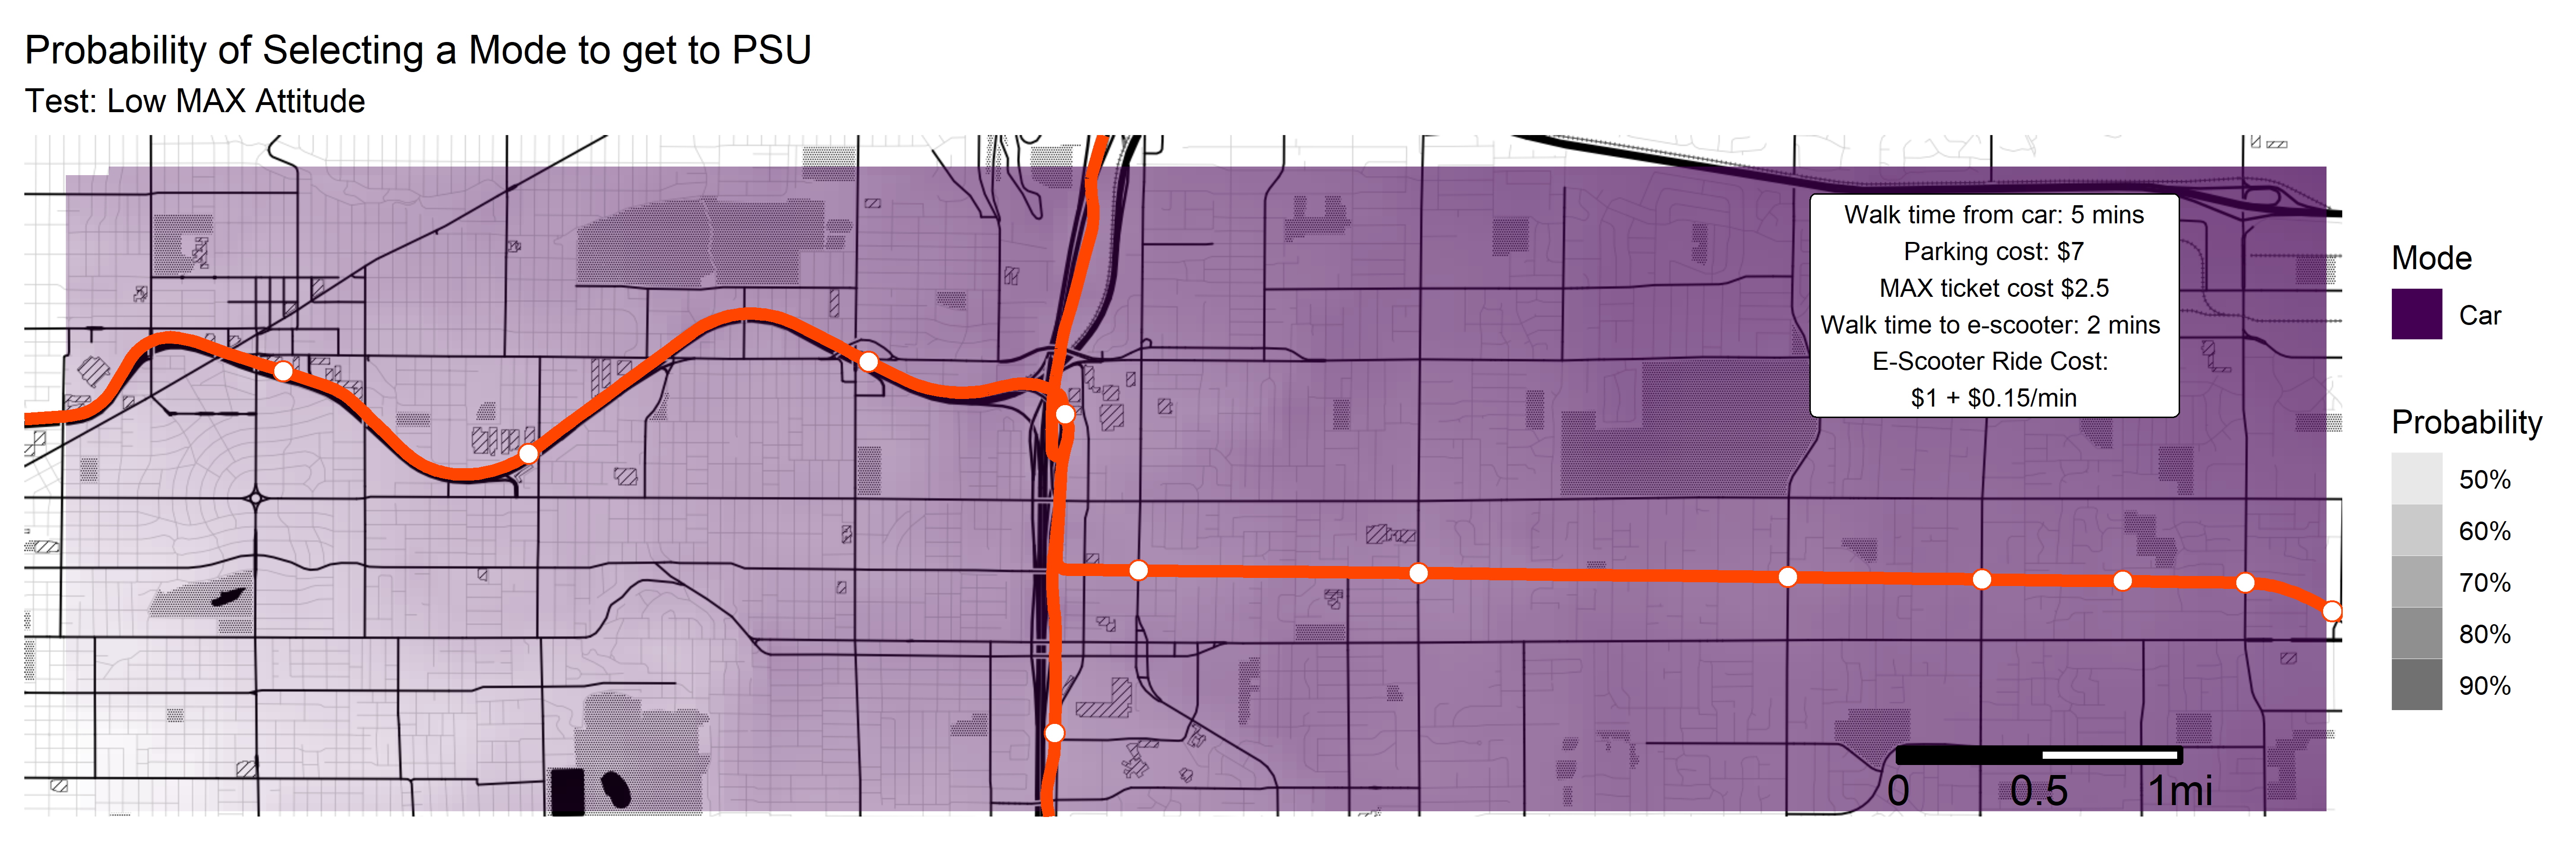 Probability of Selecting a Mode to get to PSU
Test: Low MAX Attitude
Walk time from car: 5 mins
Parking cost: $7
MAX ticket cost $2.5
Walk time to e-scooter: 2 mins
E-Scooter Ride Cost:
$1 + $0.15/min
Mode
Car
Probability
50%
60%
70%
80%
90%
0 0.5 1mi